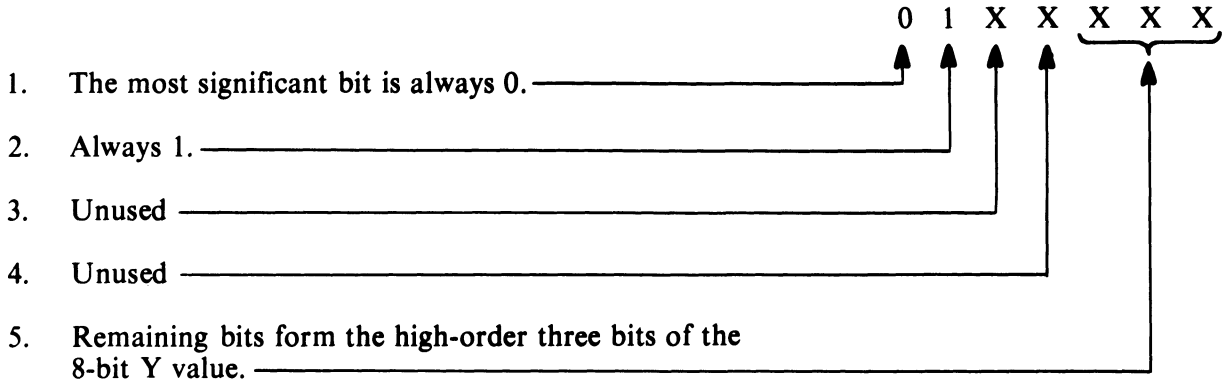 0 1 X X X X X
1. The most significant bit is always 0.
2. Always 1.
3. Unused
4. Unused
5. Remaining bits form the high-order three bits of the
8-bit Y value.